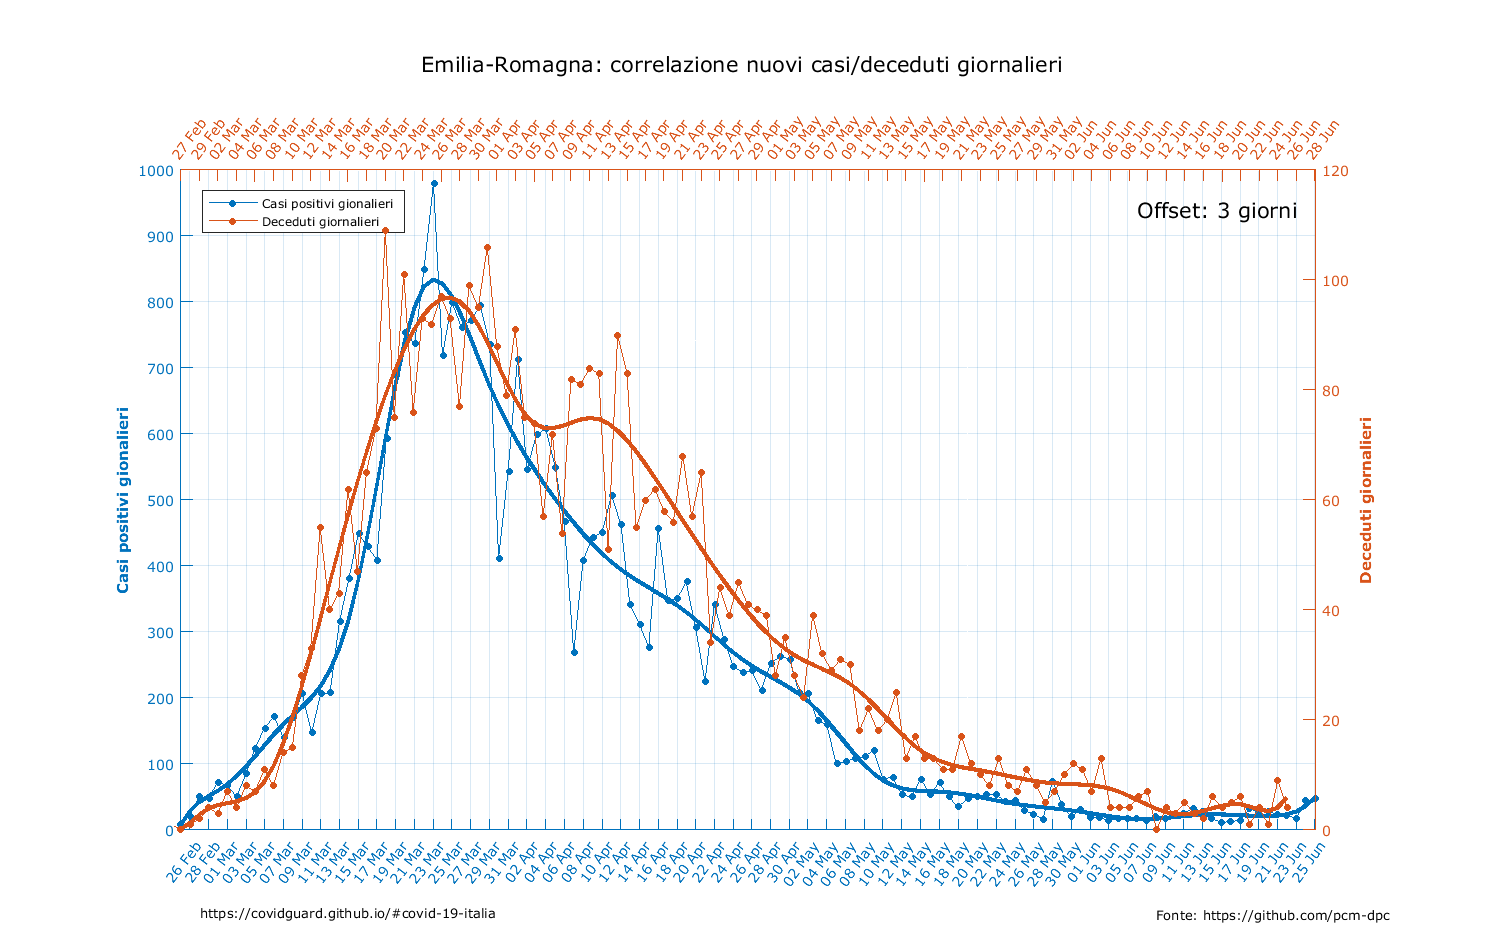 Emilia-Romagna: correlazione nuovi casi/deceduti giornalieri
27 Feb 29 Feb 02 Mar 04 Mar 06 Mar 08 Mar 10 Mar 12 Mar 14 Mar 16 Mar 18 Mar 20 Mar 22 Mar 24 Mar 26 Mar 28 Mar 30 Mar 01 Apr 03 Apr 05 Apr 07 Apr 09 Apr 11 Apr 13 Apr 15 Apr 17 Apr 19 Apr 21 Apr 23 Apr 25 Apr 27 Apr 29 Apr 01 May 03 May 05 May 07 May 09 May 11 May 13 May 15 May 17 May 19 May 21 May 23 May 25 May 27 May 29 May 31 May 02 Jun 04 Jun 06 Jun 08 Jun 10 Jun 12 Jun 14 Jun 16 Jun 18 Jun 20 Jun 22 Jun 24 Jun 26 Jun 28 Jun
Casi positivi gionalieri
Deceduti giornalieri
Offset: 3 giorni
1000
900
800
700
600
500
400
300
200
100
0
Casi positivi gionalieri
120
100
80
60
40
20
0
Deceduti giornalieri
26 Feb 28 Feb 01 Mar 03 Mar 05 Mar 07 Mar 09 Mar 11 Mar 13 Mar 15 Mar 17 Mar 19 Mar 21 Mar 23 Mar 25 Mar 27 Mar 29 Mar 31 Mar 02 Apr 04 Apr 06 Apr 08 Apr 10 Apr 12 Apr 14 Apr 16 Apr 18 Apr 20 Apr 22 Apr 24 Apr 26 Apr 28 Apr 30 Apr 02 May 04 May 06 May 08 May 10 May 12 May 14 May 16 May 18 May 20 May 22 May 24 May 26 May 28 May 30 May 01 Jun 03 Jun 05 Jun 07 Jun 09 Jun 11 Jun 13 Jun 15 Jun 17 Jun 19 Jun 21 Jun 23 Jun 25 Jun
https://covidguard.github.io/#covid-19-italia
Fonte: https://github.com/pcm-dpc